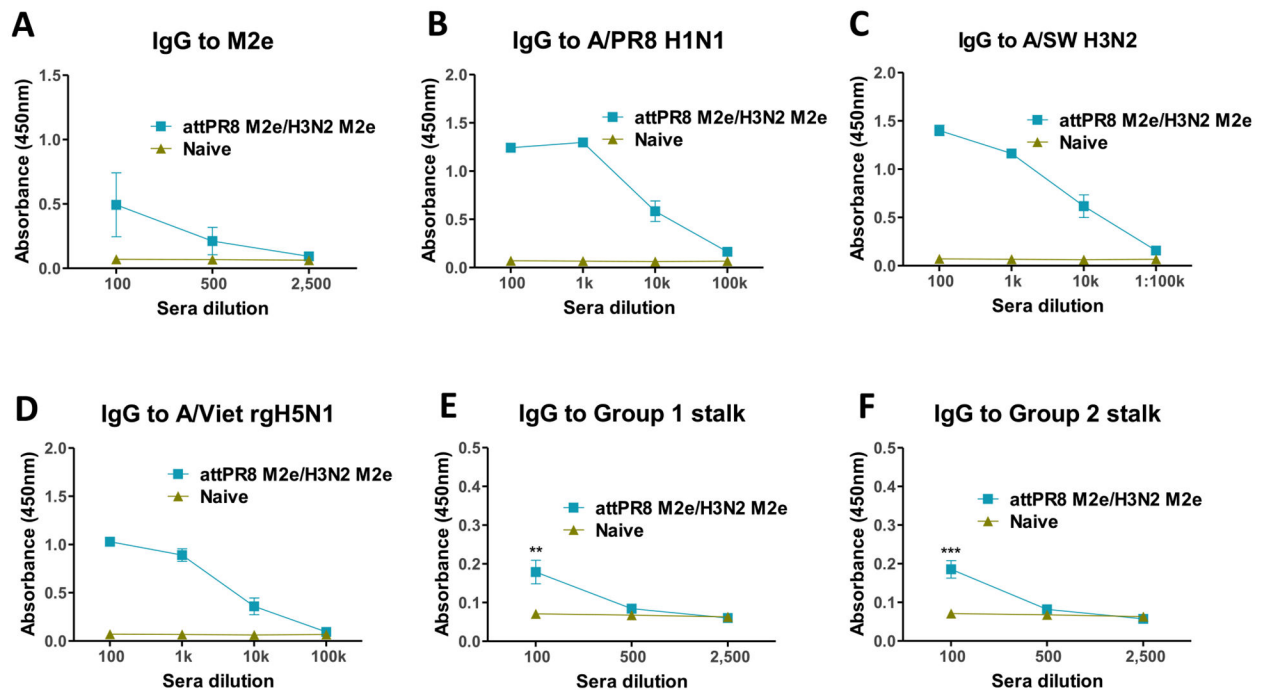 A
IgG to M2e
Absorbance (450nm)
1.5
1.0
0.5
0.0
attPR8 M2e/H3N2 M2e
Naive
100 500 2,500
Sera dilution
B
IgG to A/PR8 H1N1
Absorbance (450nm)
2.0
1.5
1.0
0.5
0.0
attPR8 M2e/H3N2 M2e
Naive
100 1k 10k 100k
Sera dilution
C
IgG to A/SW H3N2
Absorbance (450nm)
2.0
1.5
1.0
0.5
0.0
attPR8 M2e/H3N2 M2e
Naive
100 1k 10k 1:100k
Sera dilution
D
IgG to A/Viet rgH5N1
Absorbance (450nm)
2.0
1.5
1.0
0.5
0.0
attPR8 M2e/H3N2 M2e
Naive
100 1k 10k 100k
Sera dilution
E
IgG to Group 1 stalk
Absorbance (450nm)
0.5
0.4
0.3
0.2
0.1
0.0
attPR8 M2e/H3N2 M2e
Naive
**
100 500 2,500
Sera dilution
F
IgG to Group 2 stalk
Absorbance (450nm)
0.5
0.4
0.3
0.2
0.1
0.0
attPR8 M2e/H3N2 M2e
Naive
***
100 500 2,500
Sera dilution